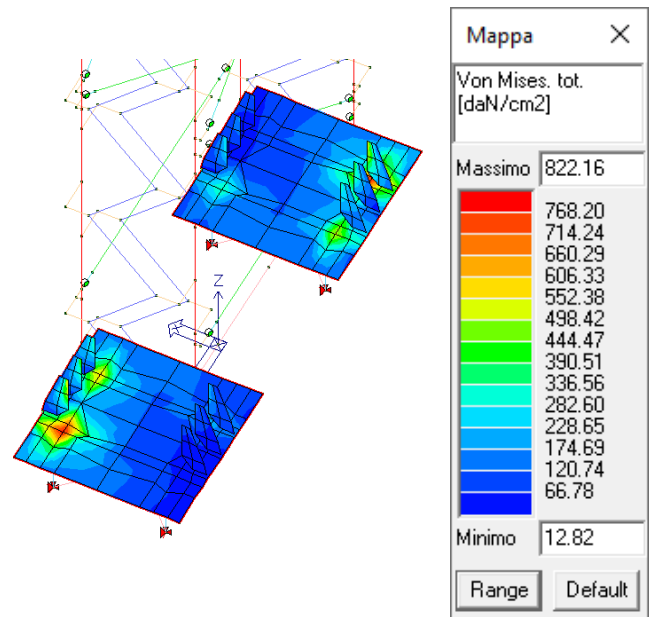 Mappa
Von Mises. tot.
[daN/cm2]
Massimo 822.16
768.20
714.24
660.29
606.33
552.38
498.42
444.47
390.51
336.56
282.60
228.65
174.69
120.74
66.78
Minimo 12.82
Range Default
Z